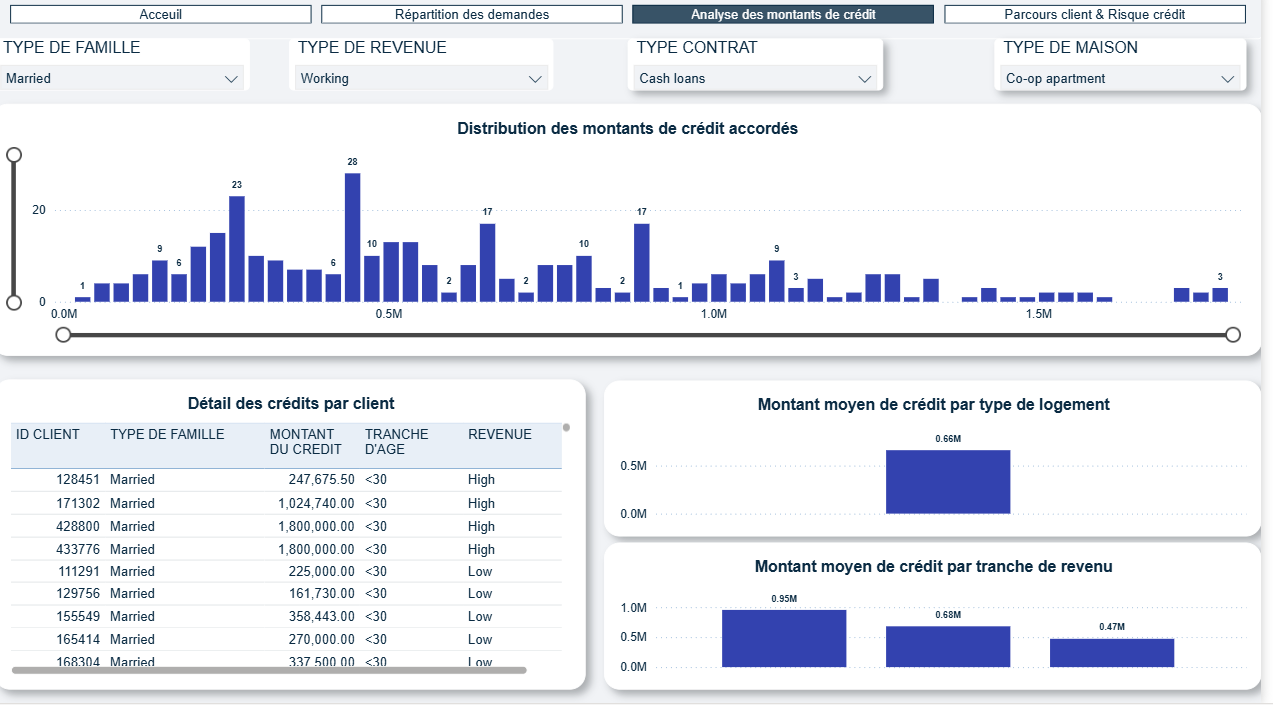 Acceuil Répartition des demandes Analyse des montants de crédit Parcours client & Risque crédit
TYPE DE FAMILLE TYPE DE REVENUE TYPE CONTRAT TYPE DE MAISON
Married Working Cash loans Co-op apartment
Distribution des montants de crédit accordés
28
23
20
17 17
10 10
9 9
6 6
3 3
2 2 2
1 1
0
0.0M 0.5M 1.0M 1.5M
Détail des crédits par client
ID CLIENT TYPE DE FAMILLE MONTANT DU CREDIT TRANCHE D'AGE REVENUE
128451 Married 247,675.50 <30 High
171302 Married 1,024,740.00 <30 High
428800 Married 1,800,000.00 <30 High
433776 Married 1,800,000.00 <30 High
111291 Married 225,000.00 <30 Low
129756 Married 161,730.00 <30 Low
155549 Married 358,443.00 <30 Low
165414 Married 270,000.00 <30 Low
168304 Married 337,500.00 <30 Low
Montant moyen de crédit par type de logement
0.66M
0.5M
0.0M
Montant moyen de crédit par tranche de revenu
0.95M
1.0M
0.68M
0.47M
0.5M
0.0M